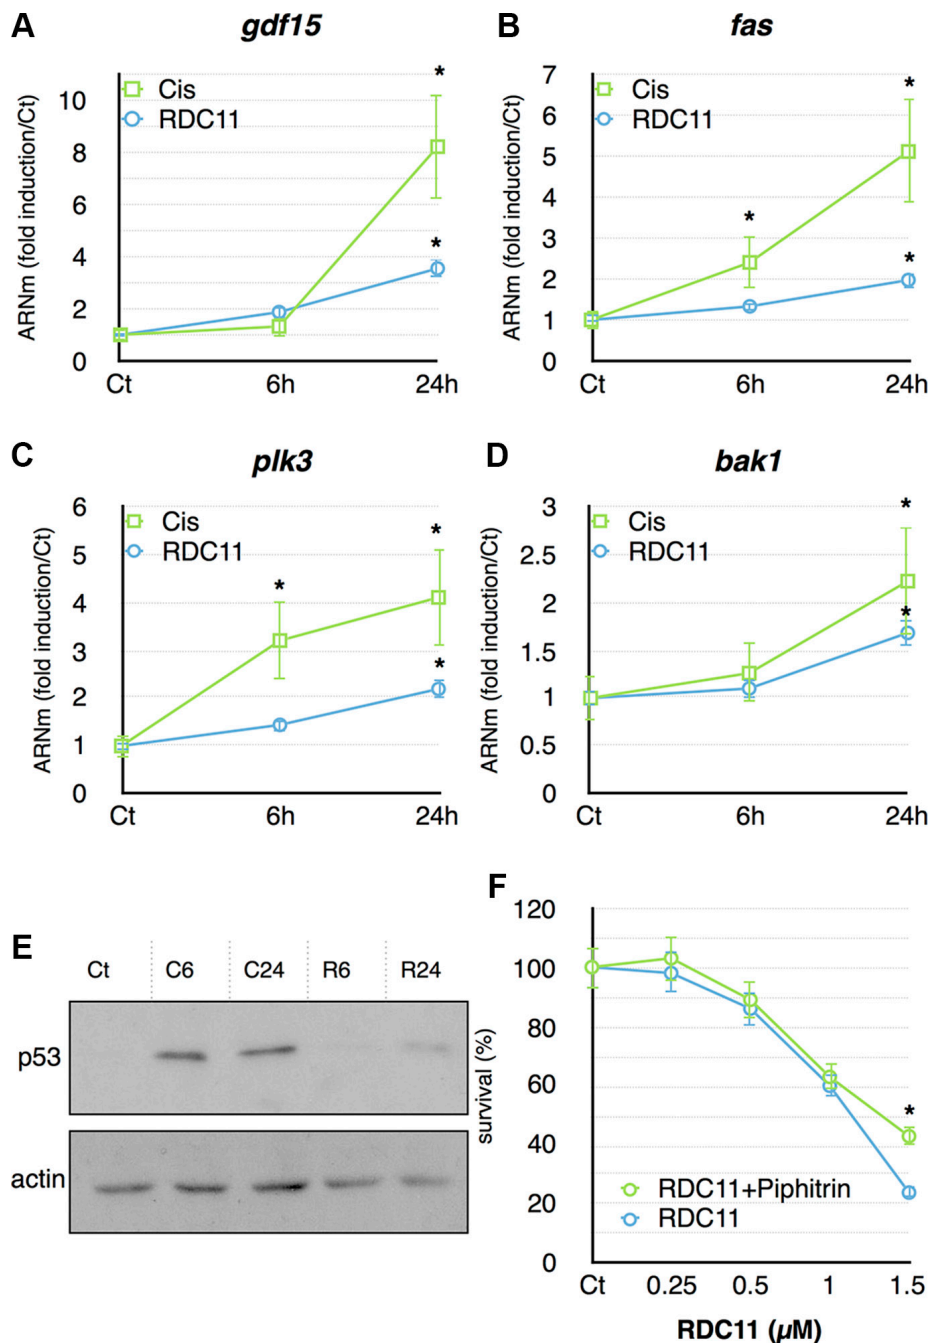 A
gdf15
ARNm (fold induction/Ct)
Cis
RDC11
*
*
10
8
6
4
2
0
Ct
6h
24h
B
fas
ARNm (fold induction/Ct)
Cis
RDC11
*
*
*
7
6
5
4
3
2
1
0
Ct
6h
24h
C
plk3
ARNm (fold induction/Ct)
Cis
RDC11
*
*
*
6
5
4
3
2
1
0
Ct
6h
24h
D
bak1
ARNm (fold induction/Ct)
Cis
RDC11
*
*
3
2.5
2
1.5
1
0.5
0
Ct
6h
24h
E
Ct
C6
C24
R6
R24
p53
actin
F
survival (%)
120
100
80
60
40
20
0
*
RDC11+Piphitrin
RDC11
Ct
0.25
0.5
1
1.5
RDC11 (µM)